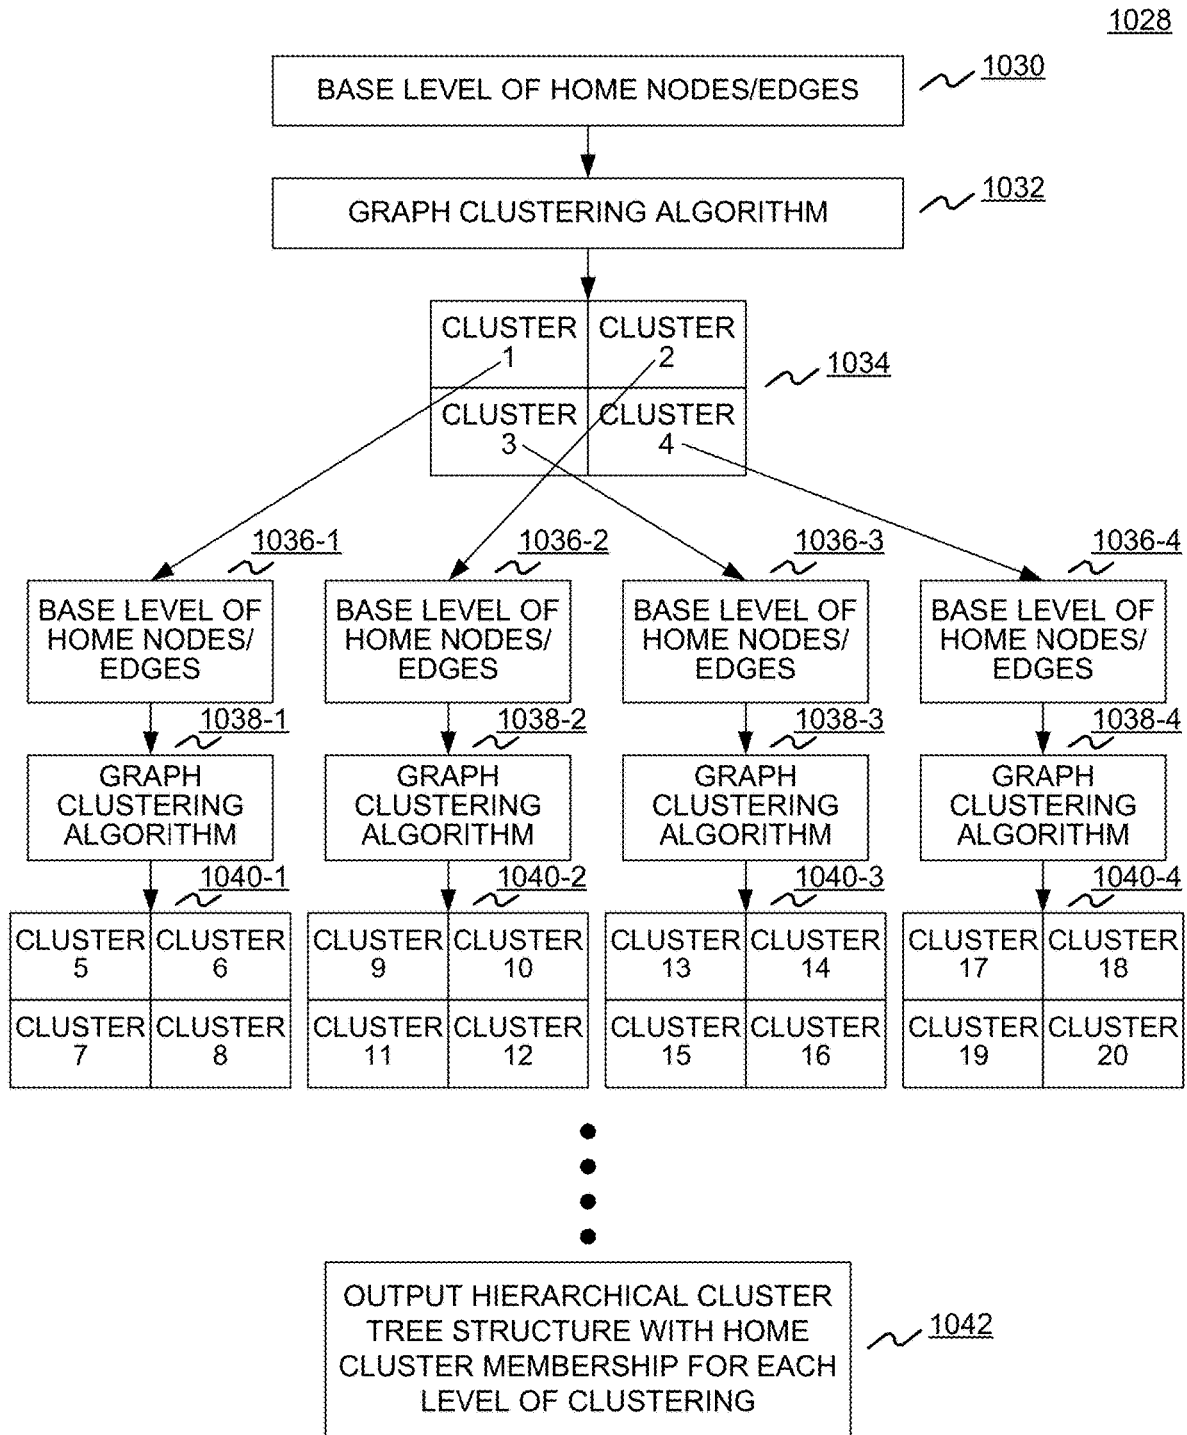 1028
BASE LEVEL OF HOME NODES/EDGES
1030
GRAPH CLUSTERING ALGORITHM
1032
CLUSTER
1
CLUSTER
2
1034
CLUSTER
3
CLUSTER
4
1036-1
1036-2
1036-3
1036-4
BASE LEVEL OF
HOME NODES/
EDGES
BASE LEVEL OF
HOME NODES/
EDGES
BASE LEVEL OF
HOME NODES/
EDGES
BASE LEVEL OF
HOME NODES/
EDGES
1038-1
1038-2
1038-3
1038-4
GRAPH
CLUSTERING
ALGORITHM
GRAPH
CLUSTERING
ALGORITHM
GRAPH
CLUSTERING
ALGORITHM
GRAPH
CLUSTERING
ALGORITHM
1040-1
1040-2
1040-3
1040-4
CLUSTER
5
CLUSTER
6
CLUSTER
7
CLUSTER
8
CLUSTER
9
CLUSTER
10
CLUSTER
11
CLUSTER
12
CLUSTER
13
CLUSTER
14
CLUSTER
15
CLUSTER
16
CLUSTER
17
CLUSTER
18
CLUSTER
19
CLUSTER
20
OUTPUT HIERARCHICAL CLUSTER
TREE STRUCTURE WITH HOME
CLUSTER MEMBERSHIP FOR EACH
LEVEL OF CLUSTERING
1042